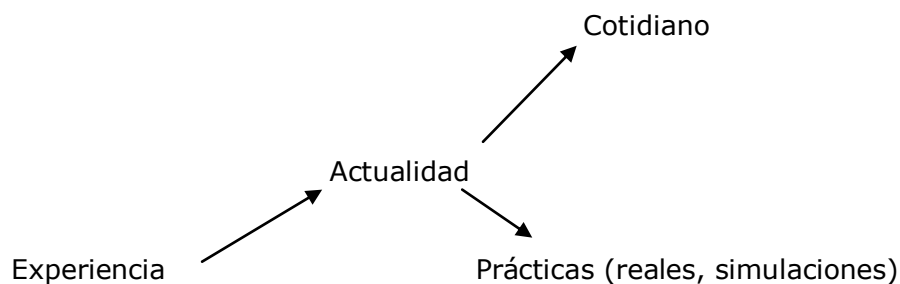 Cotidiano
Actualidad
Experiencia
Prácticas (reales, simulaciones)